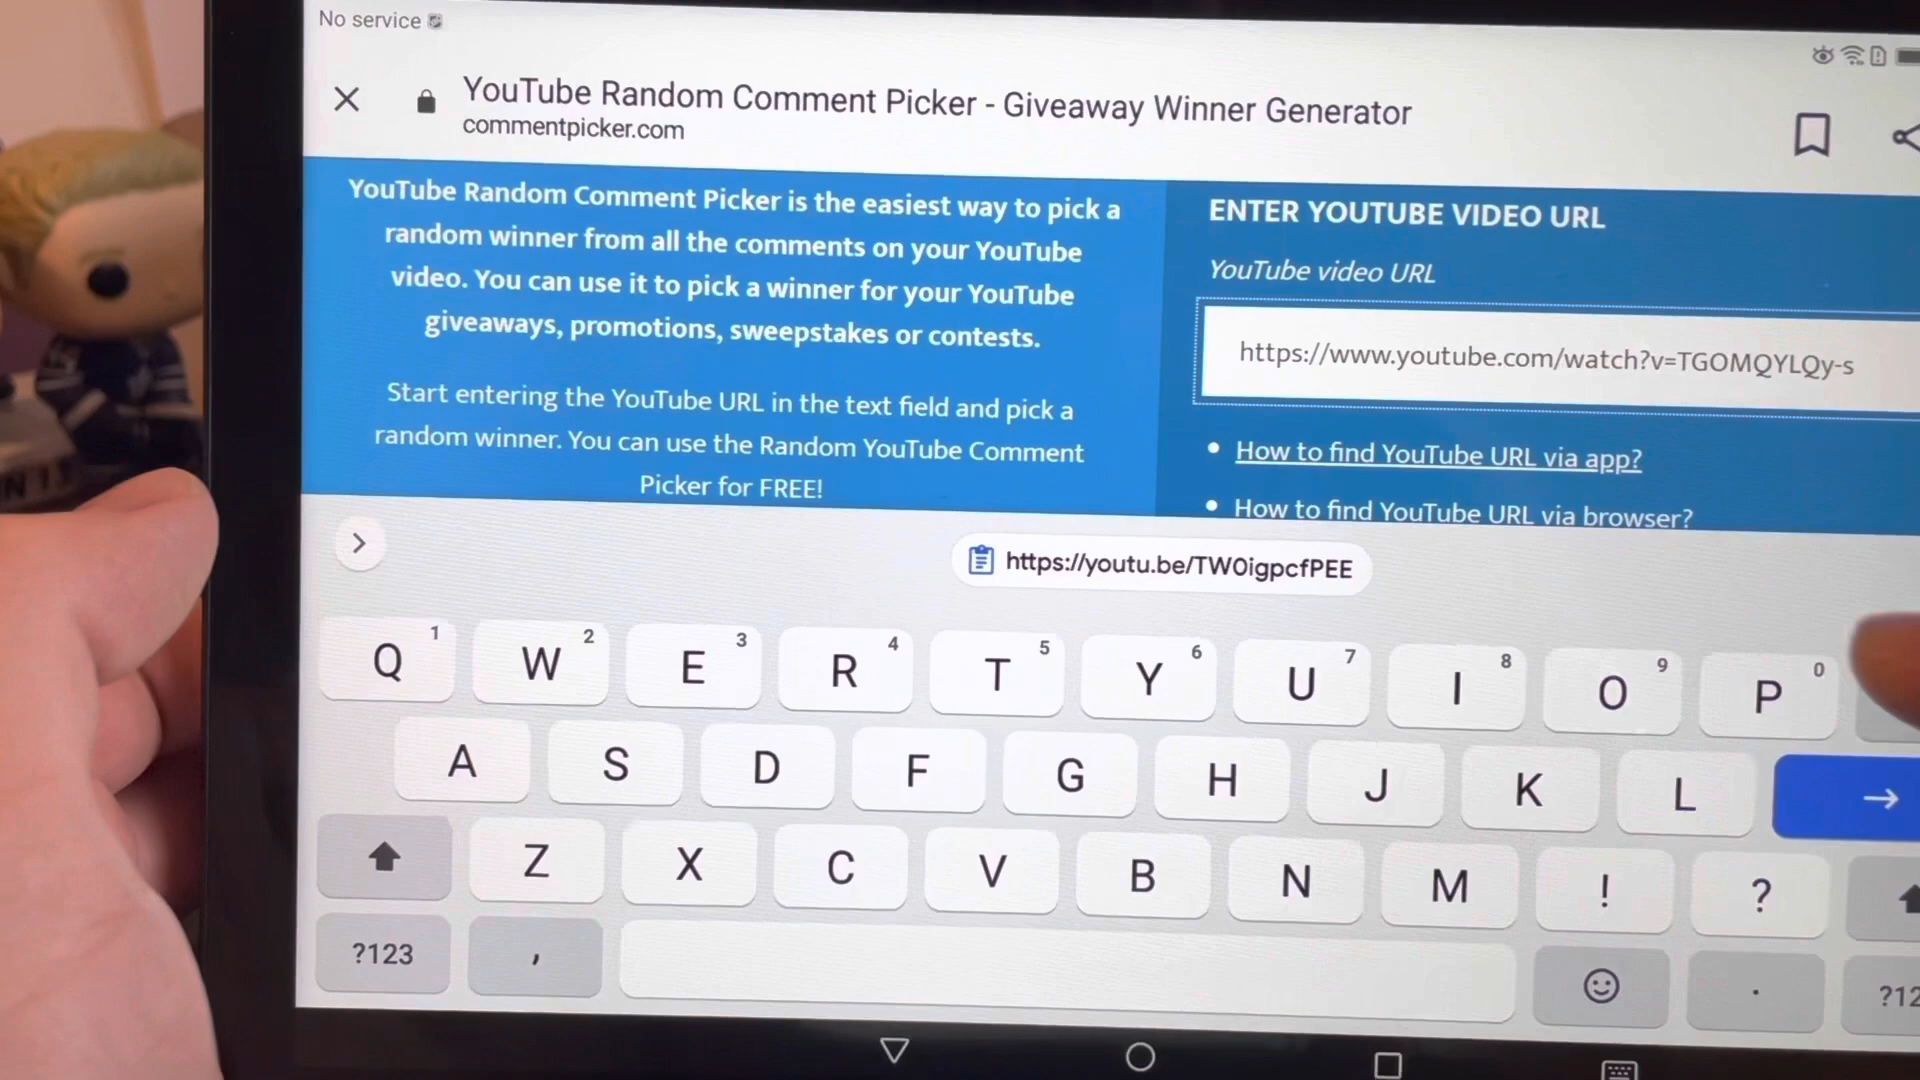 No service
YouTube Random Comment Picker - Giveaway Winner Generator
commentpicker.com
YouTube Random Comment Picker is the easiest way to pick a
random winner from all the comments on your YouTube
video. You can use it to pick a winner for your YouTube
giveaways, promotions, sweepstakes or contests.
Start entering the YouTube URL in the text field and pick a
random winner. You can use the Random YouTube Comment
Picker for FREE!
ENTER YOUTUBE VIDEO URL
YouTube video URL
https://www.youtube.com/watch?v=TGOMQYLQy-s
How to find YouTube URL via app?
How to find YouTube URL via browser?
https://youtu.be/TW0igpcfPEE
Q 1 W 2 E 3 R 4 T 5 Y 6 U 7 I 8 O 9 P 0
A S D F G H J K L
Z X C V B N M ! ?
?123 , . ?12